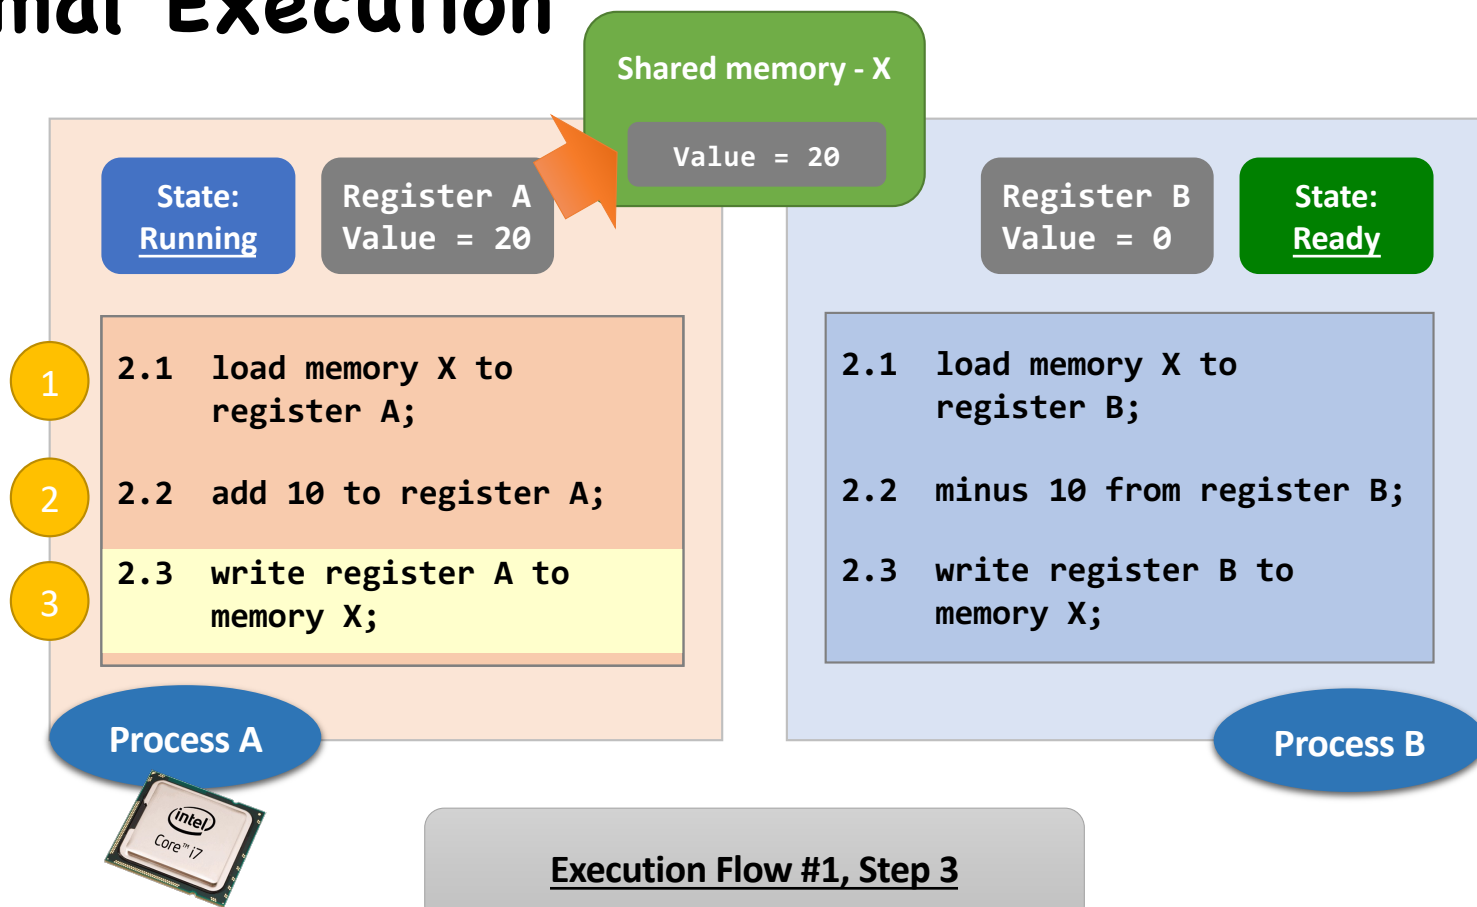 Execution
Shared memory - X
Value = 20
State:
Running
Register A
Value = 20
Register B
Value = 0
State:
Ready
1
2.1 load memory X to
register A;
2
2.2 add 10 to register A;
3
2.3 write register A to
memory X;
2.1 load memory X to
register B;
2.2 minus 10 from register B;
2.3 write register B to
memory X;
Process A
Process B
intel
Core™ i7
Execution Flow #1, Step 3